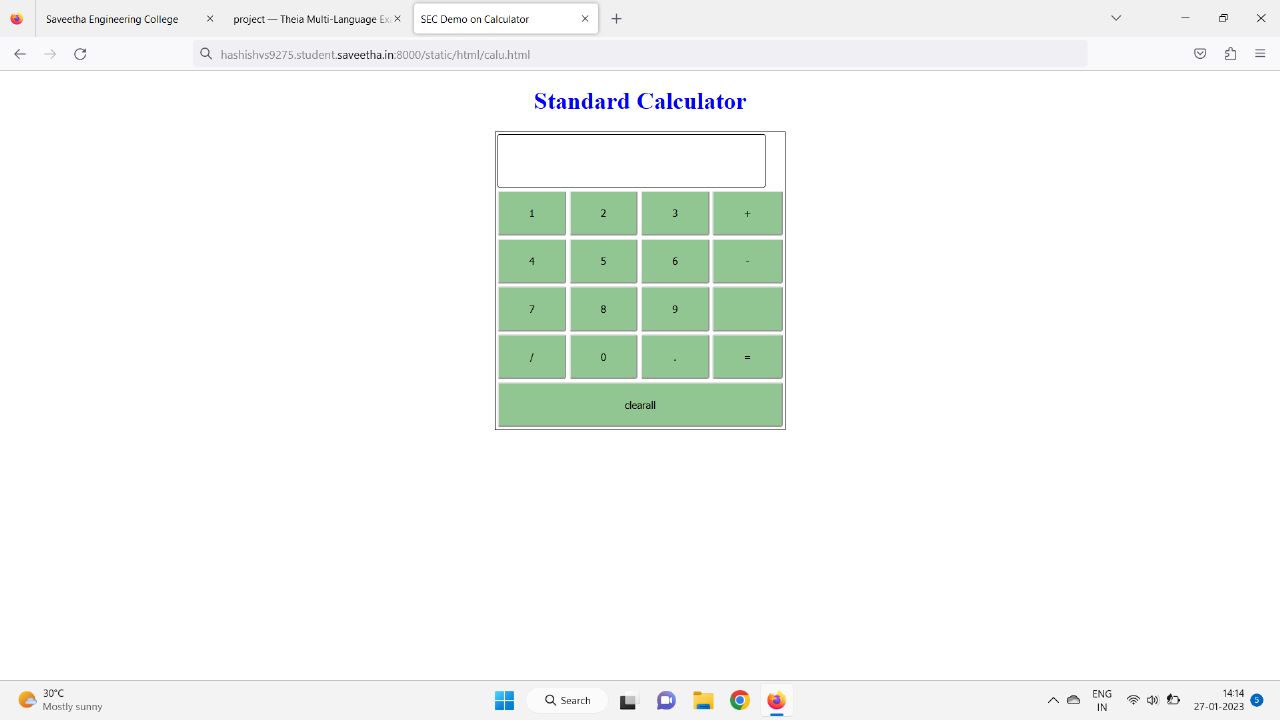 Saveetha Engineering College
project — Theia Multi-Language Ex
SEC Demo on Calculator
hashishvs9275.student.saveetha.in:8000/static/html/calu.html
Standard Calculator
1 2 3 +
4 5 6 -
7 8 9
/ 0 . =
clearall
30°C
Mostly sunny
Search
ENG
IN
14:14
27-01-2023
5